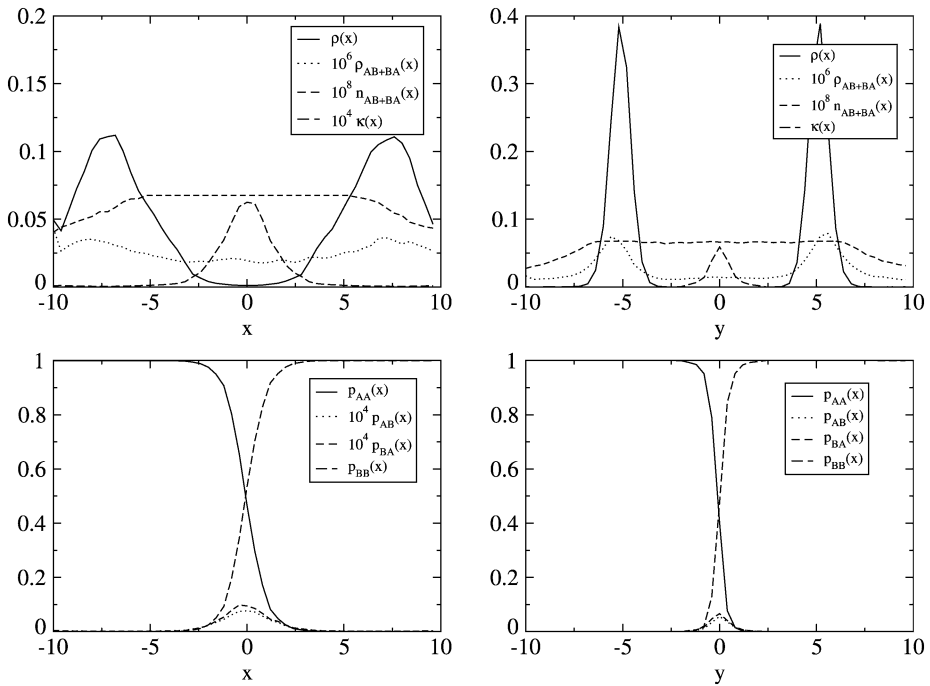 0.2
0.15
0.1
0.05
0
-10
-5
0
5
10
x
ρ(x)
10^6 ρ_AB+BA(x)
10^8 n_AB+BA(x)
10^4 κ(x)
0.4
0.3
0.2
0.1
0
-10
-5
0
5
10
y
ρ(x)
10^6 ρ_AB+BA(x)
10^8 n_AB+BA(x)
κ(x)
1
0.8
0.6
0.4
0.2
0
-10
-5
0
5
10
x
p_AA(x)
10^4 p_AB(x)
10^4 p_BA(x)
p_BB(x)
1
0.8
0.6
0.4
0.2
0
-10
-5
0
5
10
y
p_AA(x)
p_AB(x)
p_BA(x)
p_BB(x)